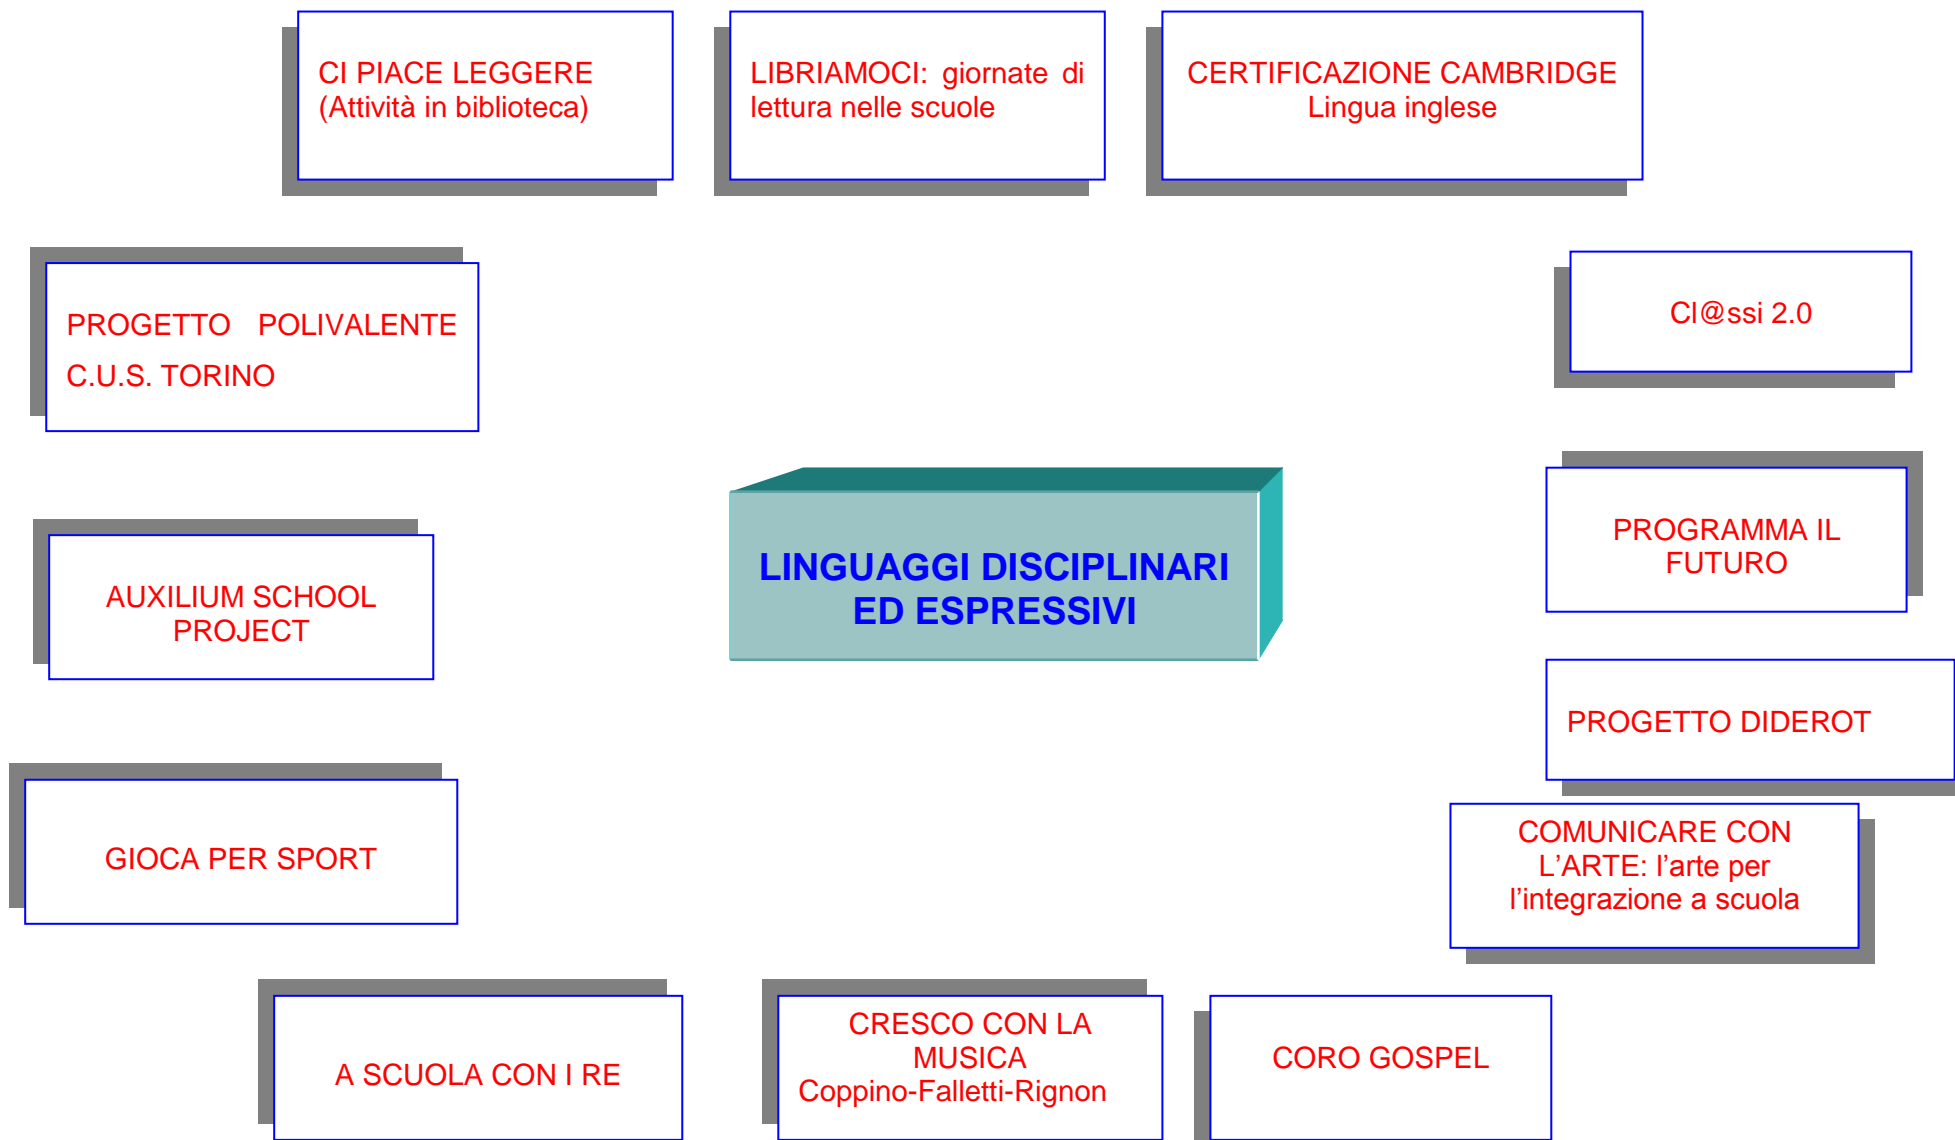 CI PIACE LEGGERE
(Attività in biblioteca)
LIBRIAMOCI: giornate di
lettura nelle scuole
CERTIFICAZIONE CAMBRIDGE
Lingua inglese
PROGETTO POLIVALENTE
C.U.S. TORINO
Cl@ssi 2.0
LINGUAGGI DISCIPLINARI
ED ESPRESSIVI
PROGRAMMA IL
FUTURO
AUXILIUM SCHOOL
PROJECT
PROGETTO DIDEROT
GIOCA PER SPORT
COMUNICARE CON
L’ARTE: l’arte per
l’integrazione a scuola
A SCUOLA CON I RE
CRESCO CON LA
MUSICA
Coppino-Falletti-Rignon
CORO GOSPEL